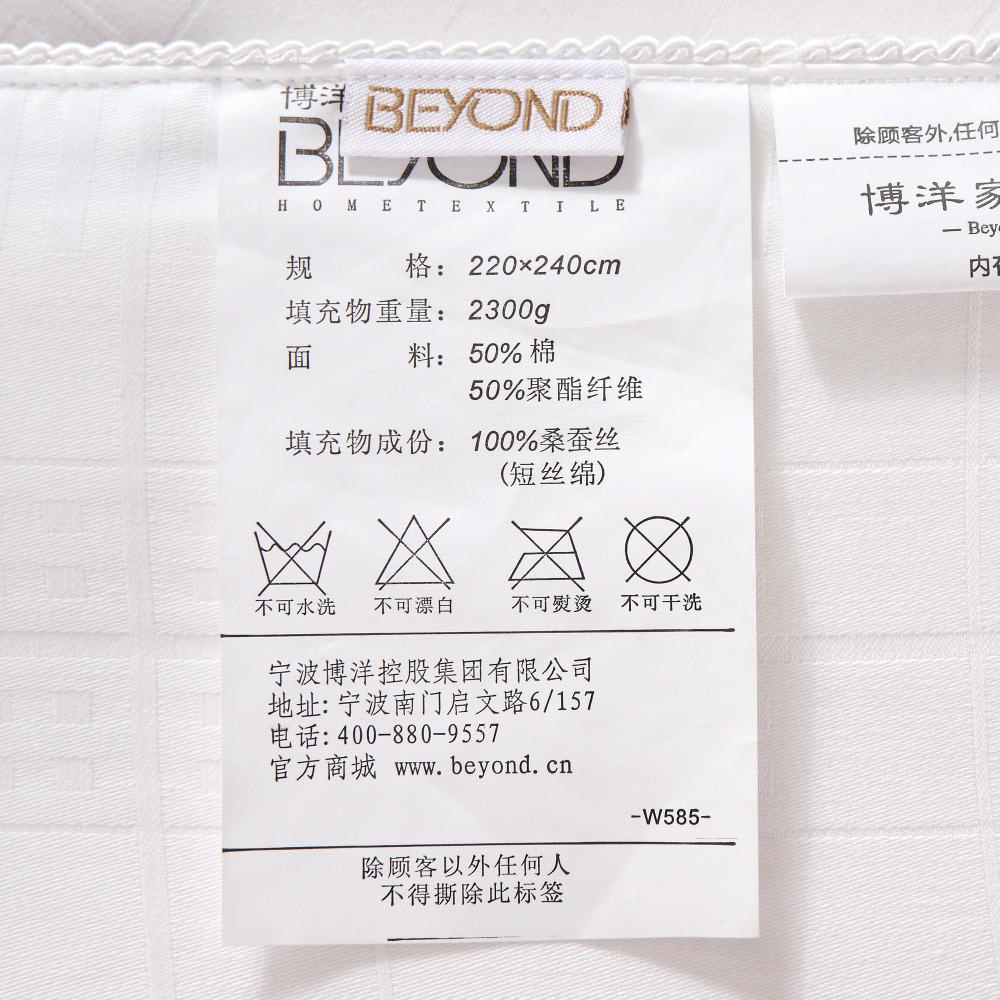 博洋
BEYOND
BEYOND
HOMETEXTILE
规 格：220×240cm
填充物重量：2300g
面 料：50% 棉
50%聚酯纤维
填充物成份：100%桑蚕丝
(短丝绵)
不可水洗 不可漂白 不可熨烫 不可干洗
宁波博洋控股集团有限公司
地址:宁波南门启文路6/157
电话:400-880-9557
官方商城 www.beyond.cn
-W585-
除顾客以外任何人
不得撕除此标签
除顾客外,任何
博洋家
— Bey
内有